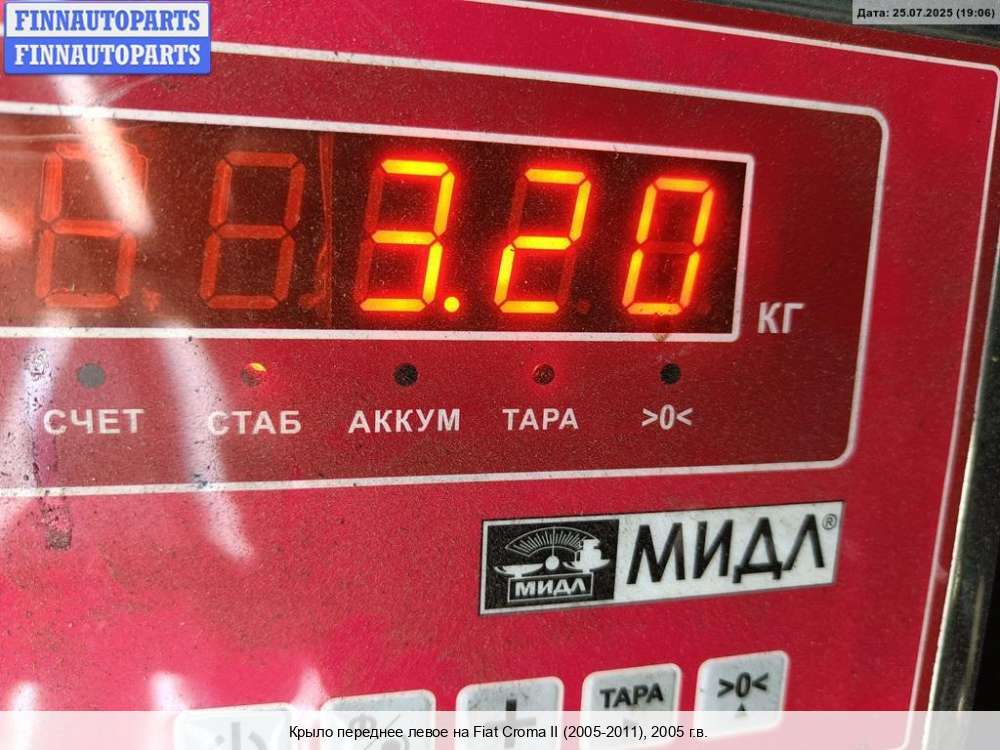 FINNAUTOPARTS
FINNAUTOPARTS
Дата: 25.07.2025 (19:06)
3.20
КГ
СЧЕТ СТАБ АККУМ ТАРА >0<
МИДЛ
МИДЛ®
ТАРА >0<
Крыло переднее левое на Fiat Croma II (2005-2011), 2005 г.в.